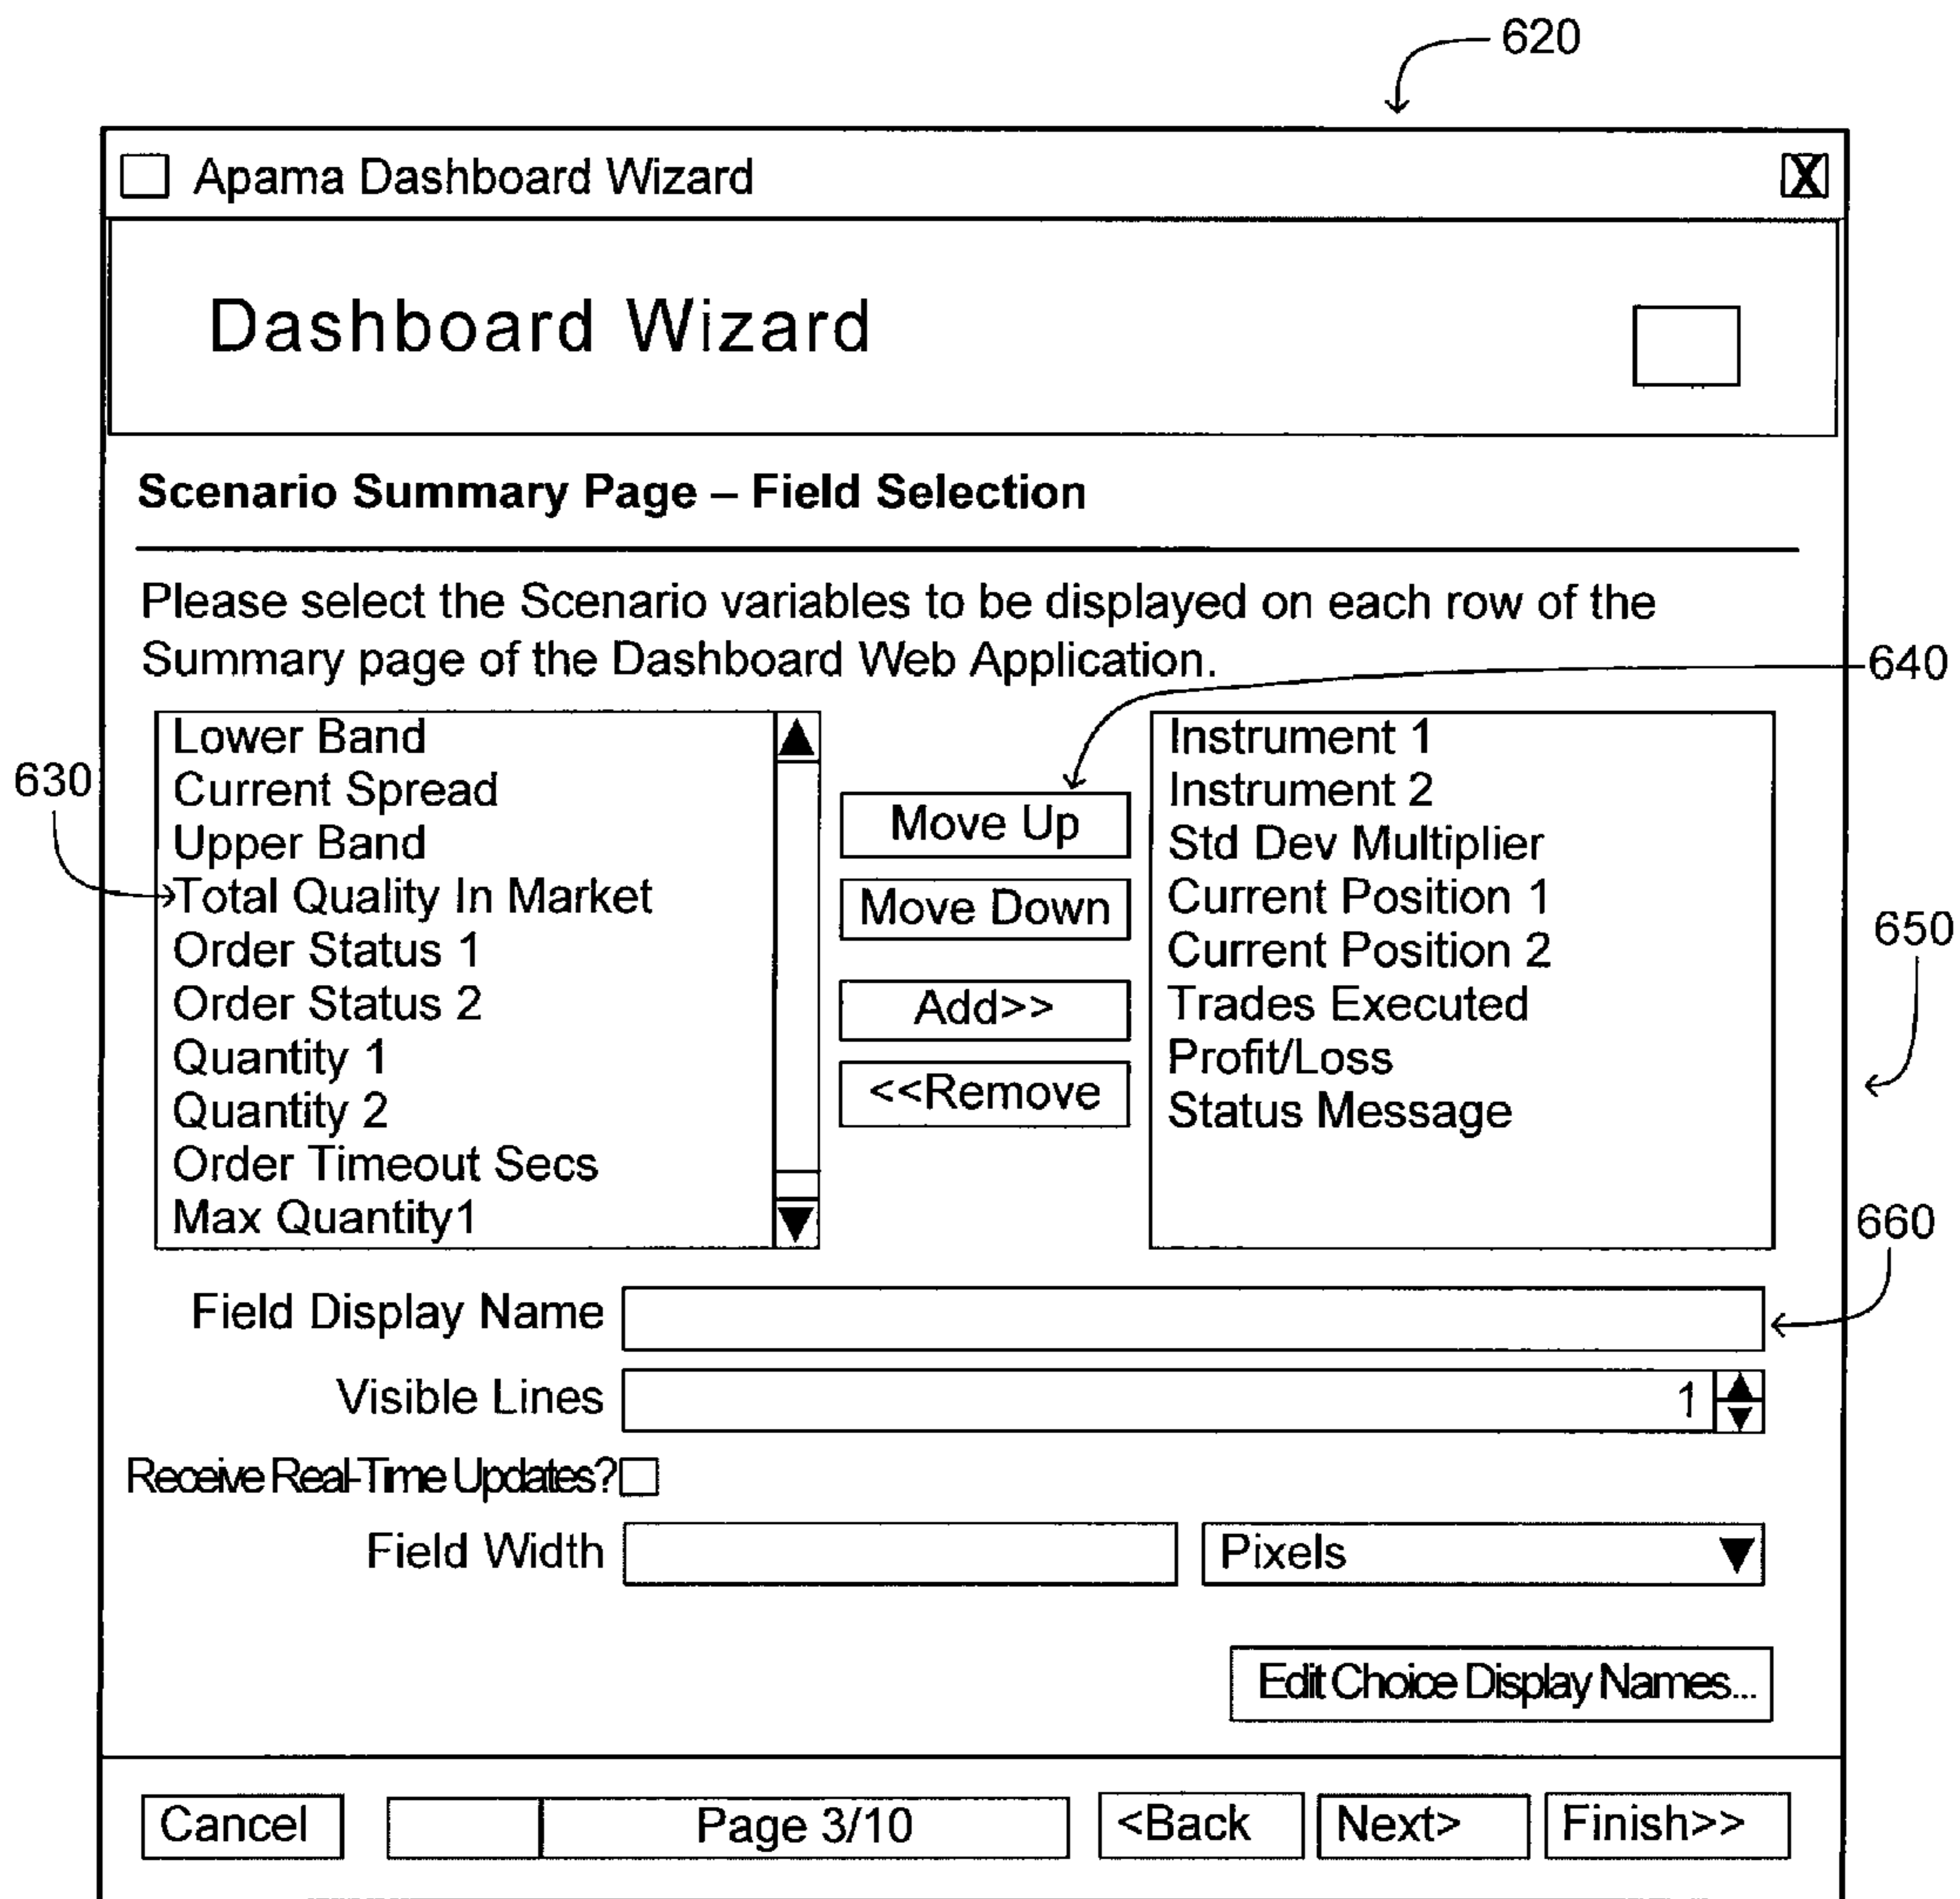 620
Apama Dashboard Wizard X
Dashboard Wizard
Scenario Summary Page – Field Selection
Please select the Scenario variables to be displayed on each row of the
Summary page of the Dashboard Web Application.
640
630
Lower Band
Current Spread
Upper Band
Total Quality In Market
Order Status 1
Order Status 2
Quantity 1
Quantity 2
Order Timeout Secs
Max Quantity1
Move Up
Move Down
Add>>
<<Remove
Instrument 1
Instrument 2
Std Dev Multiplier
Current Position 1
Current Position 2
Trades Executed
Profit/Loss
Status Message
650
660
Field Display Name
Visible Lines 1
Receive Real-Time Updates?
Field Width Pixels
Edit Choice Display Names...
Cancel Page 3/10 <Back Next> Finish>>